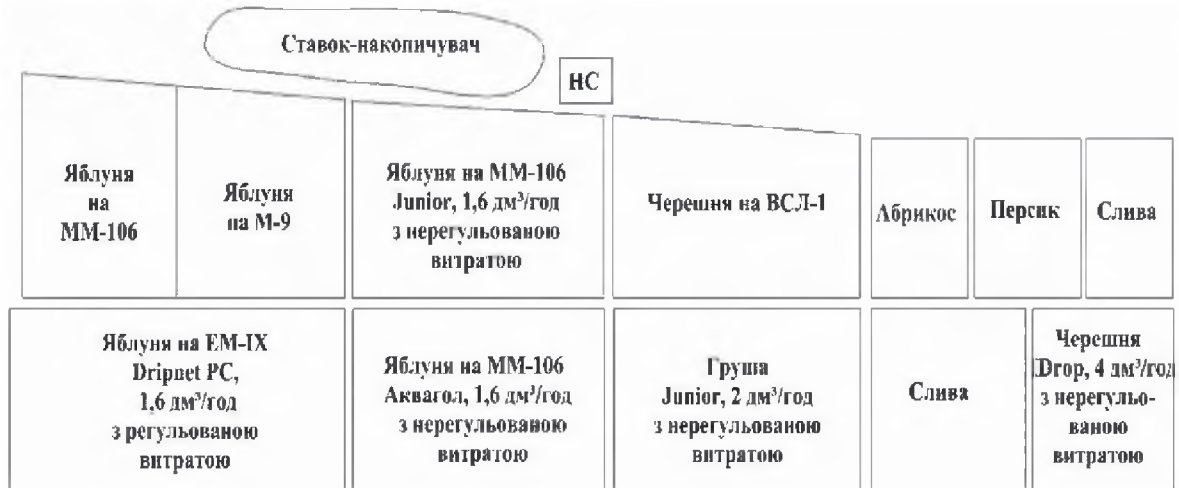 Ставок-накопичувач
НС
Яблуня
на
ММ-106
Яблуня
на М-9
Яблуня на ММ-106
Junior, 1,6 дм³/год
з нерегульованою
витратою
Черешня на ВСЛ-1
Абрикос
Персик
Слива
Яблуня на ЕМ-ІХ
Dripnet PC,
1,6 дм³/год
з регульованою
витратою
Яблуня на ММ-106
Аквагол, 1,6 дм³/год
з нерегульованою
витратою
Груша
Junior, 2 дм³/год
з нерегульованою
витратою
Слива
Черешня
Drop, 4 дм³/год
з нерегульо-
ваною
витратою